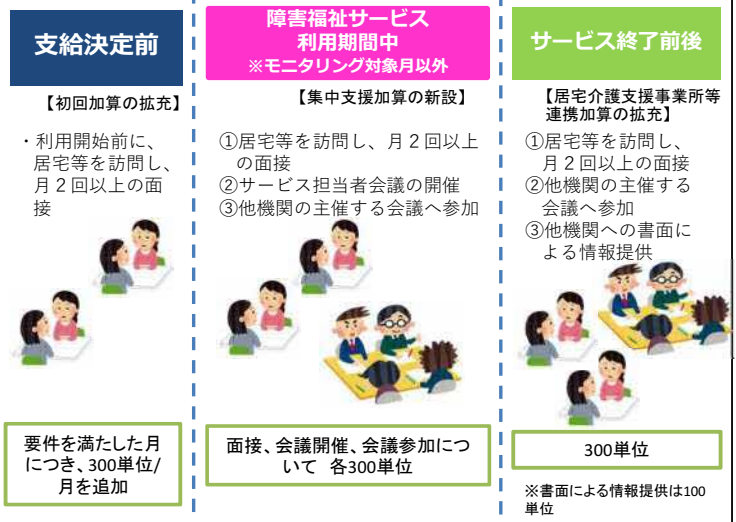 支給決定前
【初回加算の拡充】
・利用開始前に、
居宅等を訪問し、
月２回以上の面
接
要件を満たした月
につき、300単位/
月を追加
障害福祉サービス
利用期間中
※モニタリング対象月以外
【集中支援加算の新設】
①居宅等を訪問し、月２回以上
の面接
②サービス担当者会議の開催
③他機関の主催する会議へ参加
面接、会議開催、会議参加につ
いて 各300単位
サービス終了前後
【居宅介護支援事業所等
連携加算の拡充】
①居宅等を訪問し、
月２回以上の面接
②他機関の主催する
会議へ参加
③他機関への書面に
よる情報提供
300単位
※書面による情報提供は100
単位